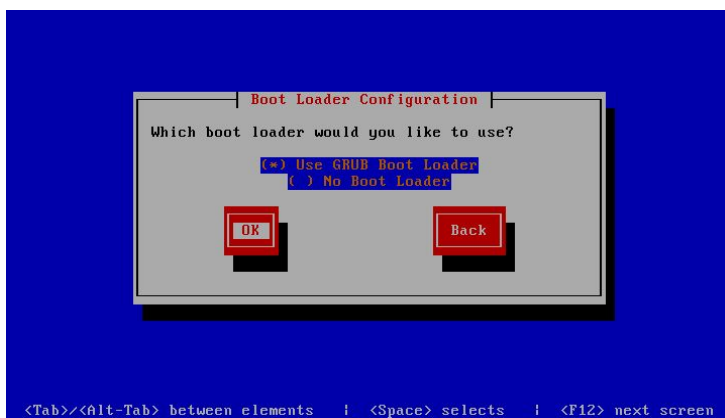 Boot Loader Configuration
Which boot loader would you like to use?
(*) Use GRUB Boot Loader
( ) No Boot Loader
OK Back
<Tab>/<Alt-Tab> between elements | <Space> selects | <F12> next screen